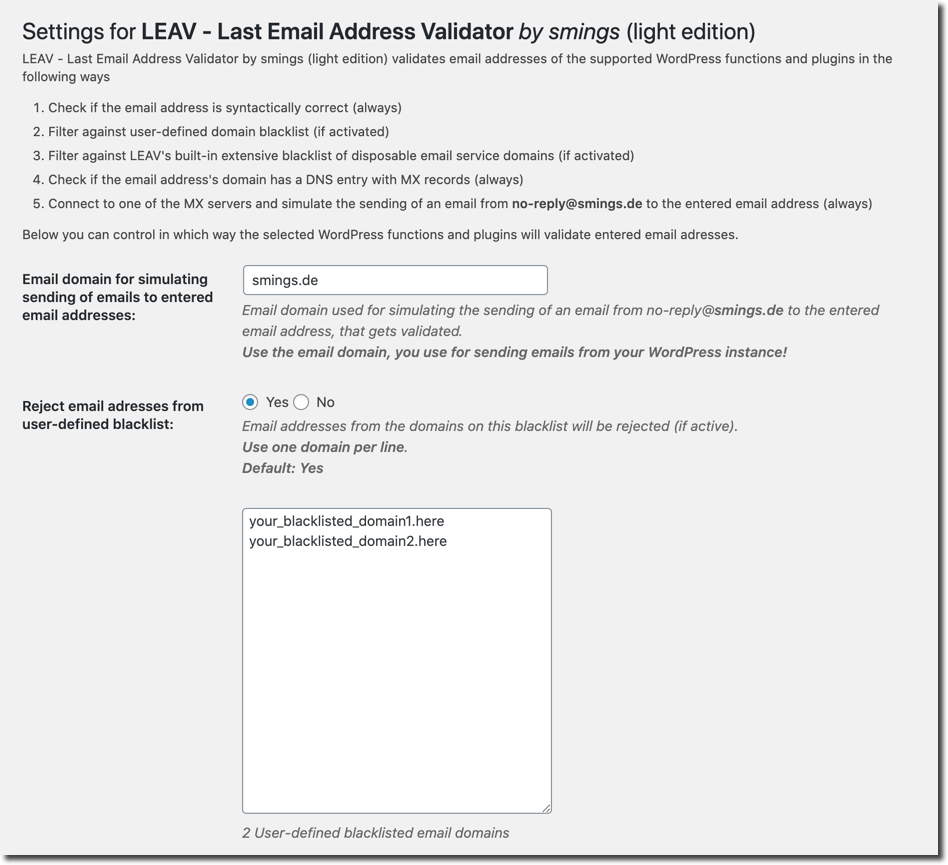 Settings for LEAV - Last Email Address Validator by smings (light edition)
LEAV - Last Email Address Validator by smings (light edition) validates email addresses of the supported WordPress functions and plugins in the
following ways
1. Check if the email address is syntactically correct (always)
2. Filter against user-defined domain blacklist (if activated)
3. Filter against LEAV's built-in extensive blacklist of disposable email service domains (if activated)
4. Check if the email address's domain has a DNS entry with MX records (always)
5. Connect to one of the MX servers and simulate the sending of an email from no-reply@smings.de to the entered email address (always)
Below you can control in which way the selected WordPress functions and plugins will validate entered email adresses.
Email domain for simulating
sending of emails to entered
email addresses:
smings.de
Email domain used for simulating the sending of an email from no-reply@smings.de to the entered
email address, that gets validated.
Use the email domain, you use for sending emails from your WordPress instance!
Reject email adresses from
user-defined blacklist:
Yes No
Email addresses from the domains on this blacklist will be rejected (if active).
Use one domain per line.
Default: Yes
your_blacklisted_domain1.here
your_blacklisted_domain2.here
2 User-defined blacklisted email domains